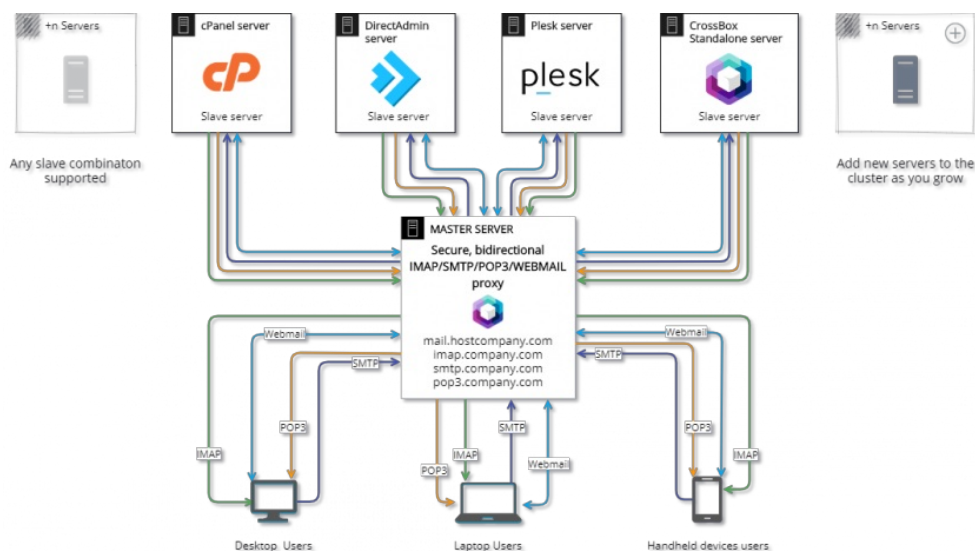 +n Servers
cPanel server
cP
Slave server
DirectAdmin
server
Slave server
Plesk server
plesk
Slave server
CrossBox
Standalone server
Slave server
+n Servers
Any slave combinaton
supported
Add new servers to the
cluster as you grow
MASTER SERVER
Secure, bidirectional
IMAP/SMTP/POP3/WEBMAIL
proxy
mail.hostcompany.com
imap.company.com
smtp.company.com
pop3.company.com
Webmail
SMTP
POP3
IMAP
POP3
IMAP
SMTP
Webmail
Webmail
SMTP
POP3
IMAP
Desktop Users
Laptop Users
Handheld devices users